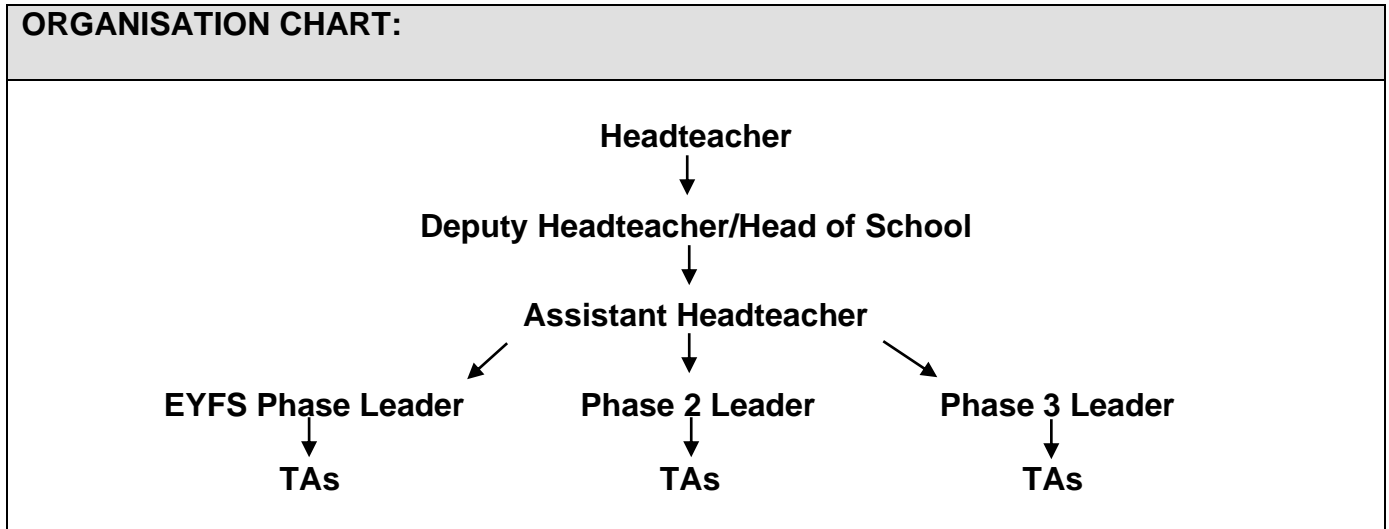 ORGANISATION CHART:
Headteacher
Deputy Headteacher/Head of School
Assistant Headteacher
EYFS Phase Leader Phase 2 Leader Phase 3 Leader
TAs TAs TAs